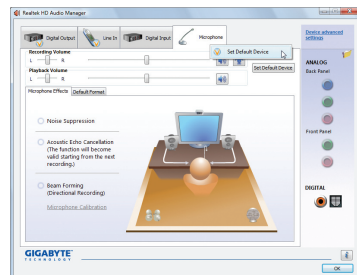 Realtek HD Audio Manager
Digital Output
Line In
Digital Input
Microphone
Device advanced
settings
Set Default Device
Recording Volume
L
R
Set Default Device
Playback Volume
L
R
ANALOG
Back Panel
Microphone Effects
Default Format
Noise Suppression
Acoustic Echo Cancellation
(The function will become
valid starting from the next
recording.)
Front Panel
Beam Forming
(Directional Recording)
Microphone Calibration
DIGITAL
GIGABYTE
TECHNOLOGY
i
OK